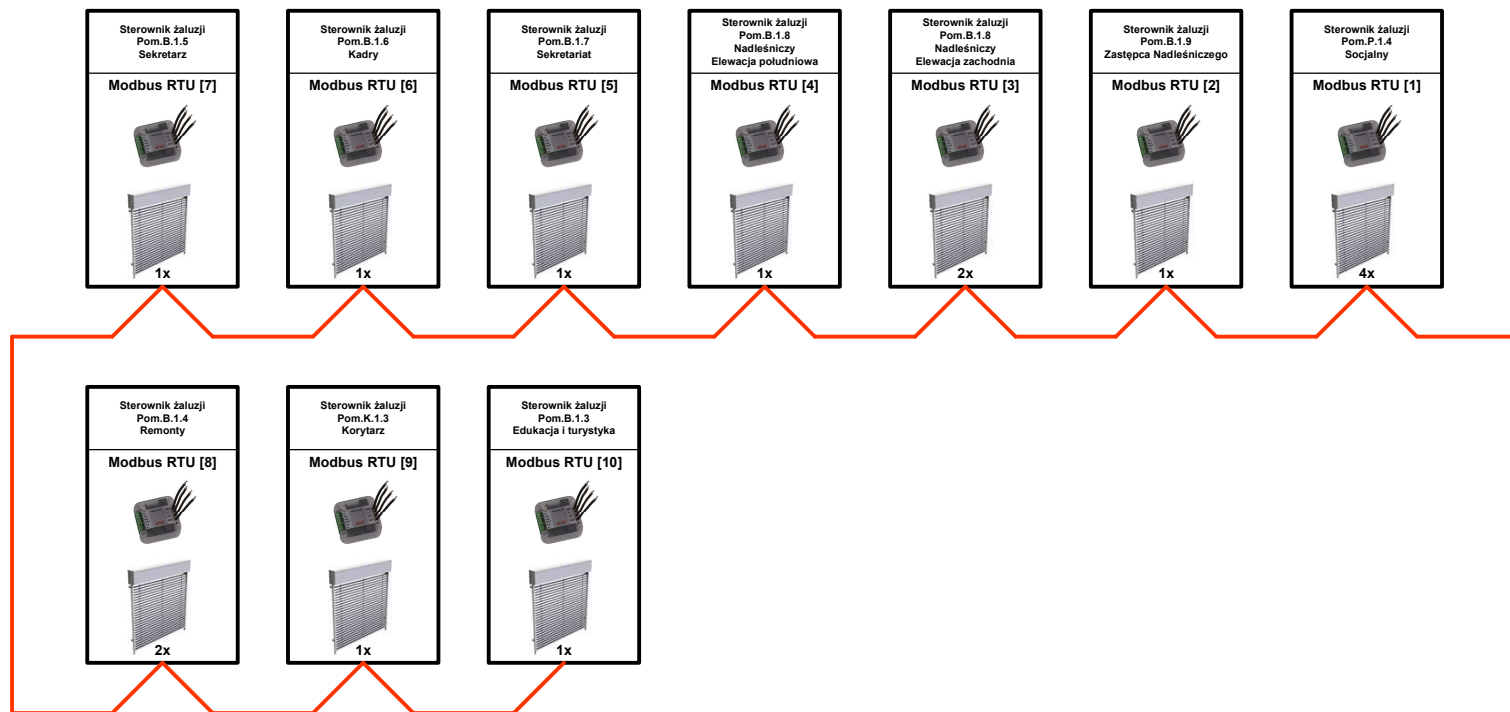 Sterownik żaluzji
Pom.B.1.5
Sekretarz
Modbus RTU [7]
1x
Sterownik żaluzji
Pom.B.1.6
Kadry
Modbus RTU [6]
1x
Sterownik żaluzji
Pom.B.1.7
Sekretariat
Modbus RTU [5]
1x
Sterownik żaluzji
Pom.B.1.8
Nadleśniczy
Elewacja południowa
Modbus RTU [4]
1x
Sterownik żaluzji
Pom.B.1.8
Nadleśniczy
Elewacja zachodnia
Modbus RTU [3]
2x
Sterownik żaluzji
Pom.B.1.9
Zastępca Nadleśniczego
Modbus RTU [2]
1x
Sterownik żaluzji
Pom.P.1.4
Socjalny
Modbus RTU [1]
4x
Sterownik żaluzji
Pom.B.1.4
Remonty
Modbus RTU [8]
2x
Sterownik żaluzji
Pom.K.1.3
Korytarz
Modbus RTU [9]
1x
Sterownik żaluzji
Pom.B.1.3
Edukacja i turystyka
Modbus RTU [10]
1x